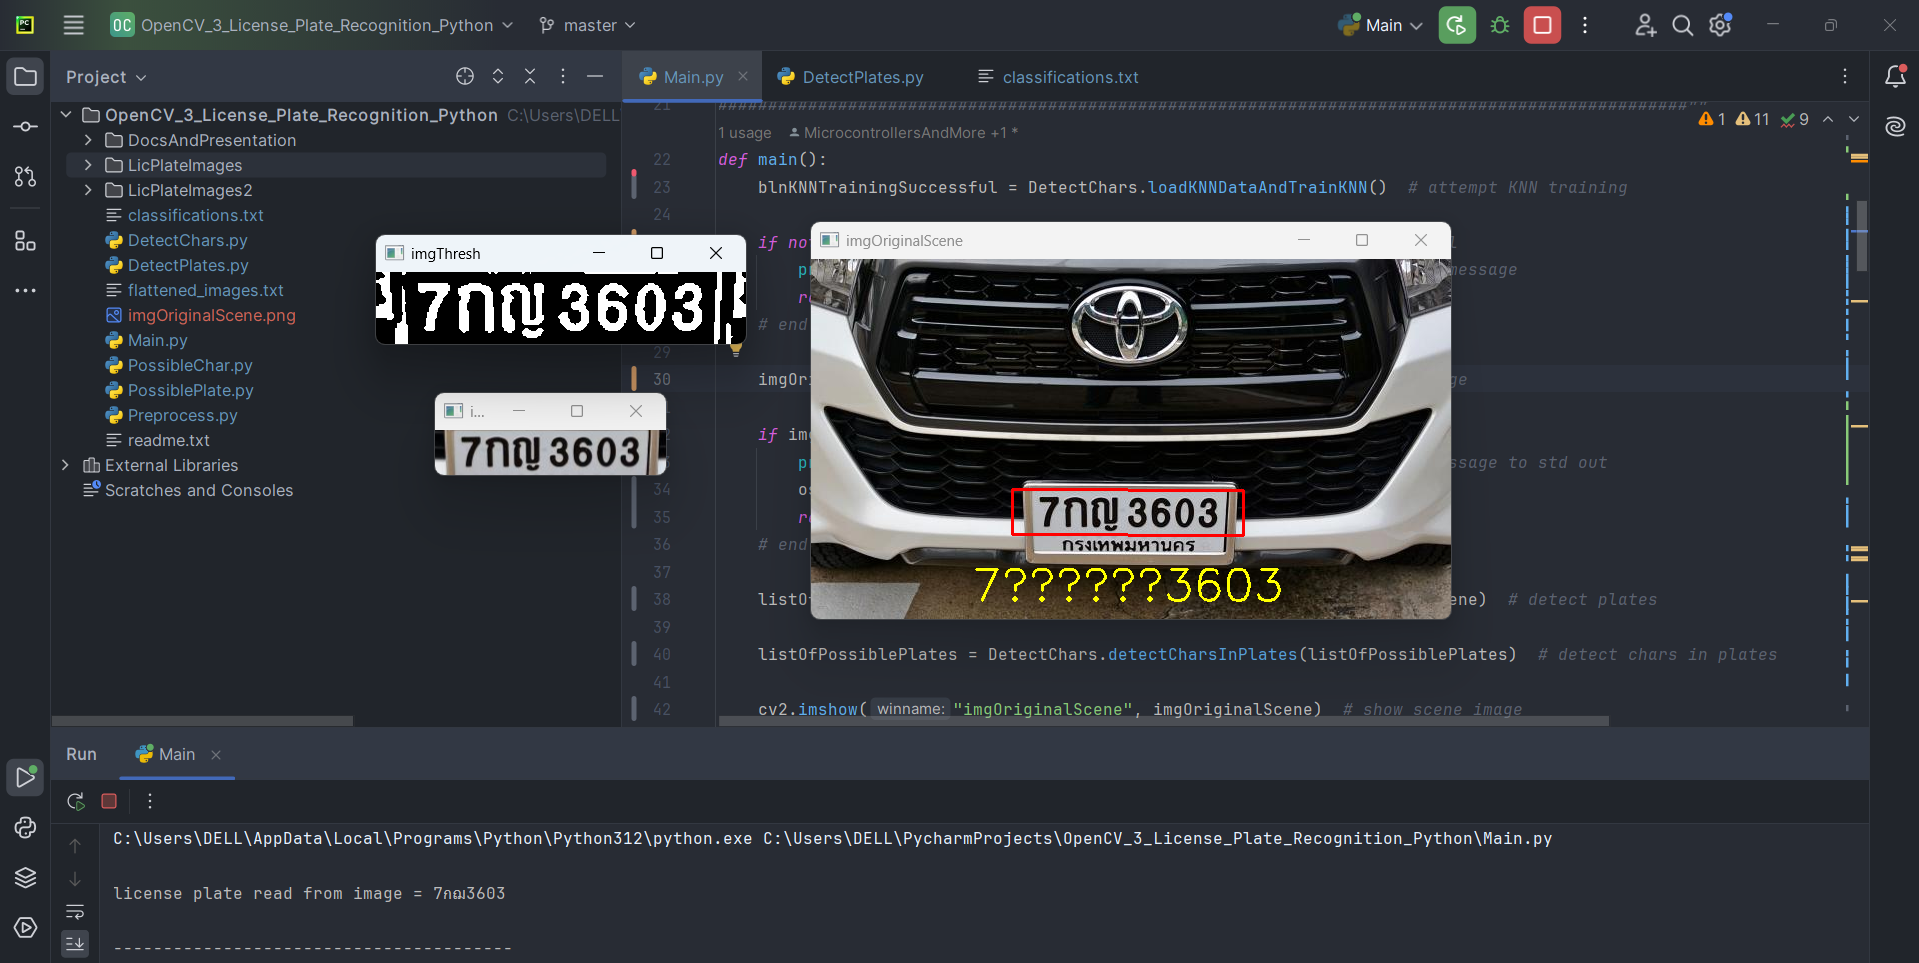 OC OpenCV_3_License_Plate_Recognition_Python
master
Main
Project
Main.py
DetectPlates.py
classifications.txt
OpenCV_3_License_Plate_Recognition_Python C:\Users\DELL
DocsAndPresentation
LicPlateImages
LicPlateImages2
classifications.txt
DetectChars.py
DetectPlates.py
flattened_images.txt
imgOriginalScene.png
Main.py
PossibleChar.py
PossiblePlate.py
Preprocess.py
readme.txt
External Libraries
Scratches and Consoles
1 usage MicrocontrollersAndMore +1 *
1 11 9
22 def main():
23 blnKNNTrainingSuccessful = DetectChars.loadKNNDataAndTrainKNN() # attempt KNN training
24
if no
message
# end
29
30 imgOr
if im
ssage to std out
34 os
35
36 # end
37
38 listO ene) # detect plates
39
40 listOfPossiblePlates = DetectChars.detectCharsInPlates(listOfPossiblePlates) # detect chars in plates
41
42 cv2.imshow( winname: "imgOriginalScene", imgOriginalScene) # show scene image
imgThresh
7กญ 3603
i...
7กญ 3603
imgOriginalScene
7กญ 3603
กรุงเทพมหานคร
7??????3603
Run
Main
C:\Users\DELL\AppData\Local\Programs\Python\Python312\python.exe C:\Users\DELL\PycharmProjects\OpenCV_3_License_Plate_Recognition_Python\Main.py
license plate read from image = 7กฌ3603
----------------------------------------